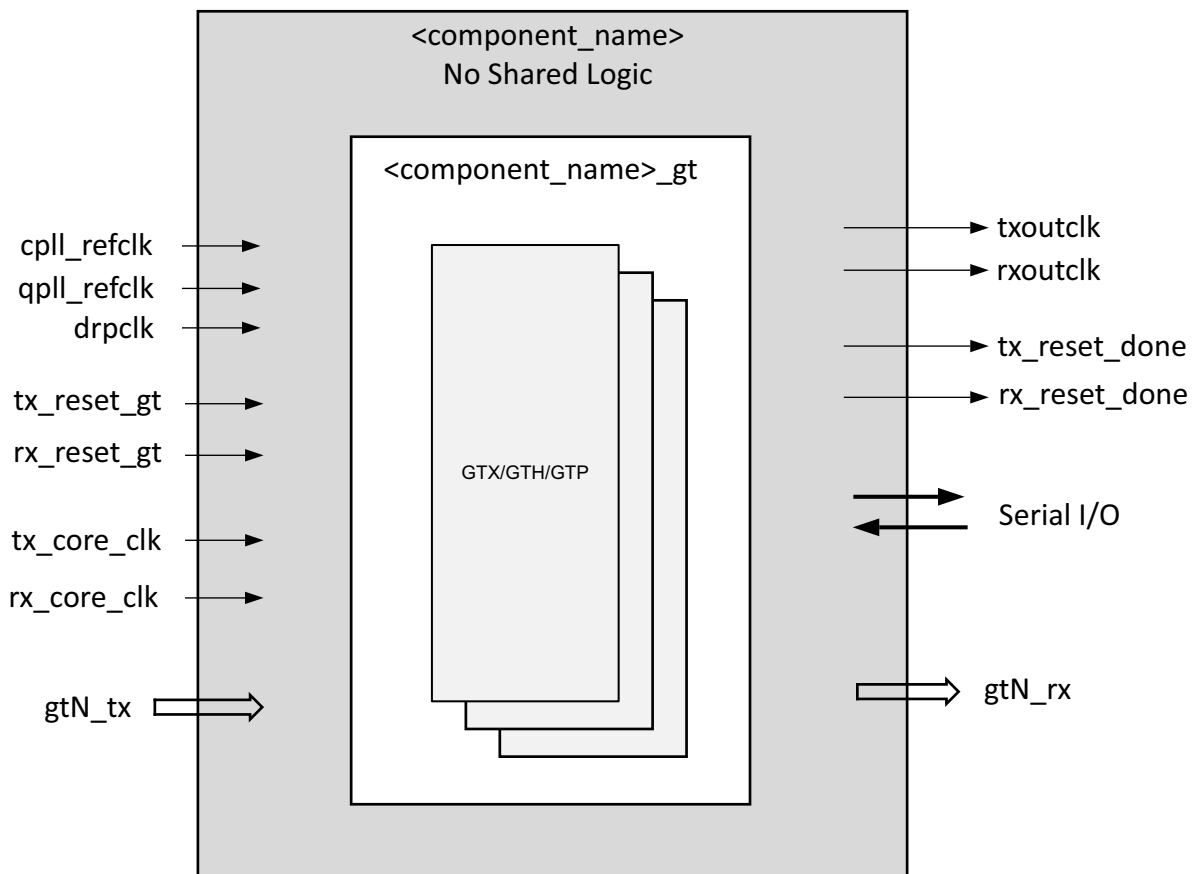 <component_name>
No Shared Logic
<component_name>_gt
cpll_refclk
qpll_refclk
drpclk
tx_reset_gt
rx_reset_gt
tx_core_clk
rx_core_clk
gtN_tx
GTX/GTH/GTP
txoutclk
rxoutclk
tx_reset_done
rx_reset_done
Serial I/O
gtN_rx